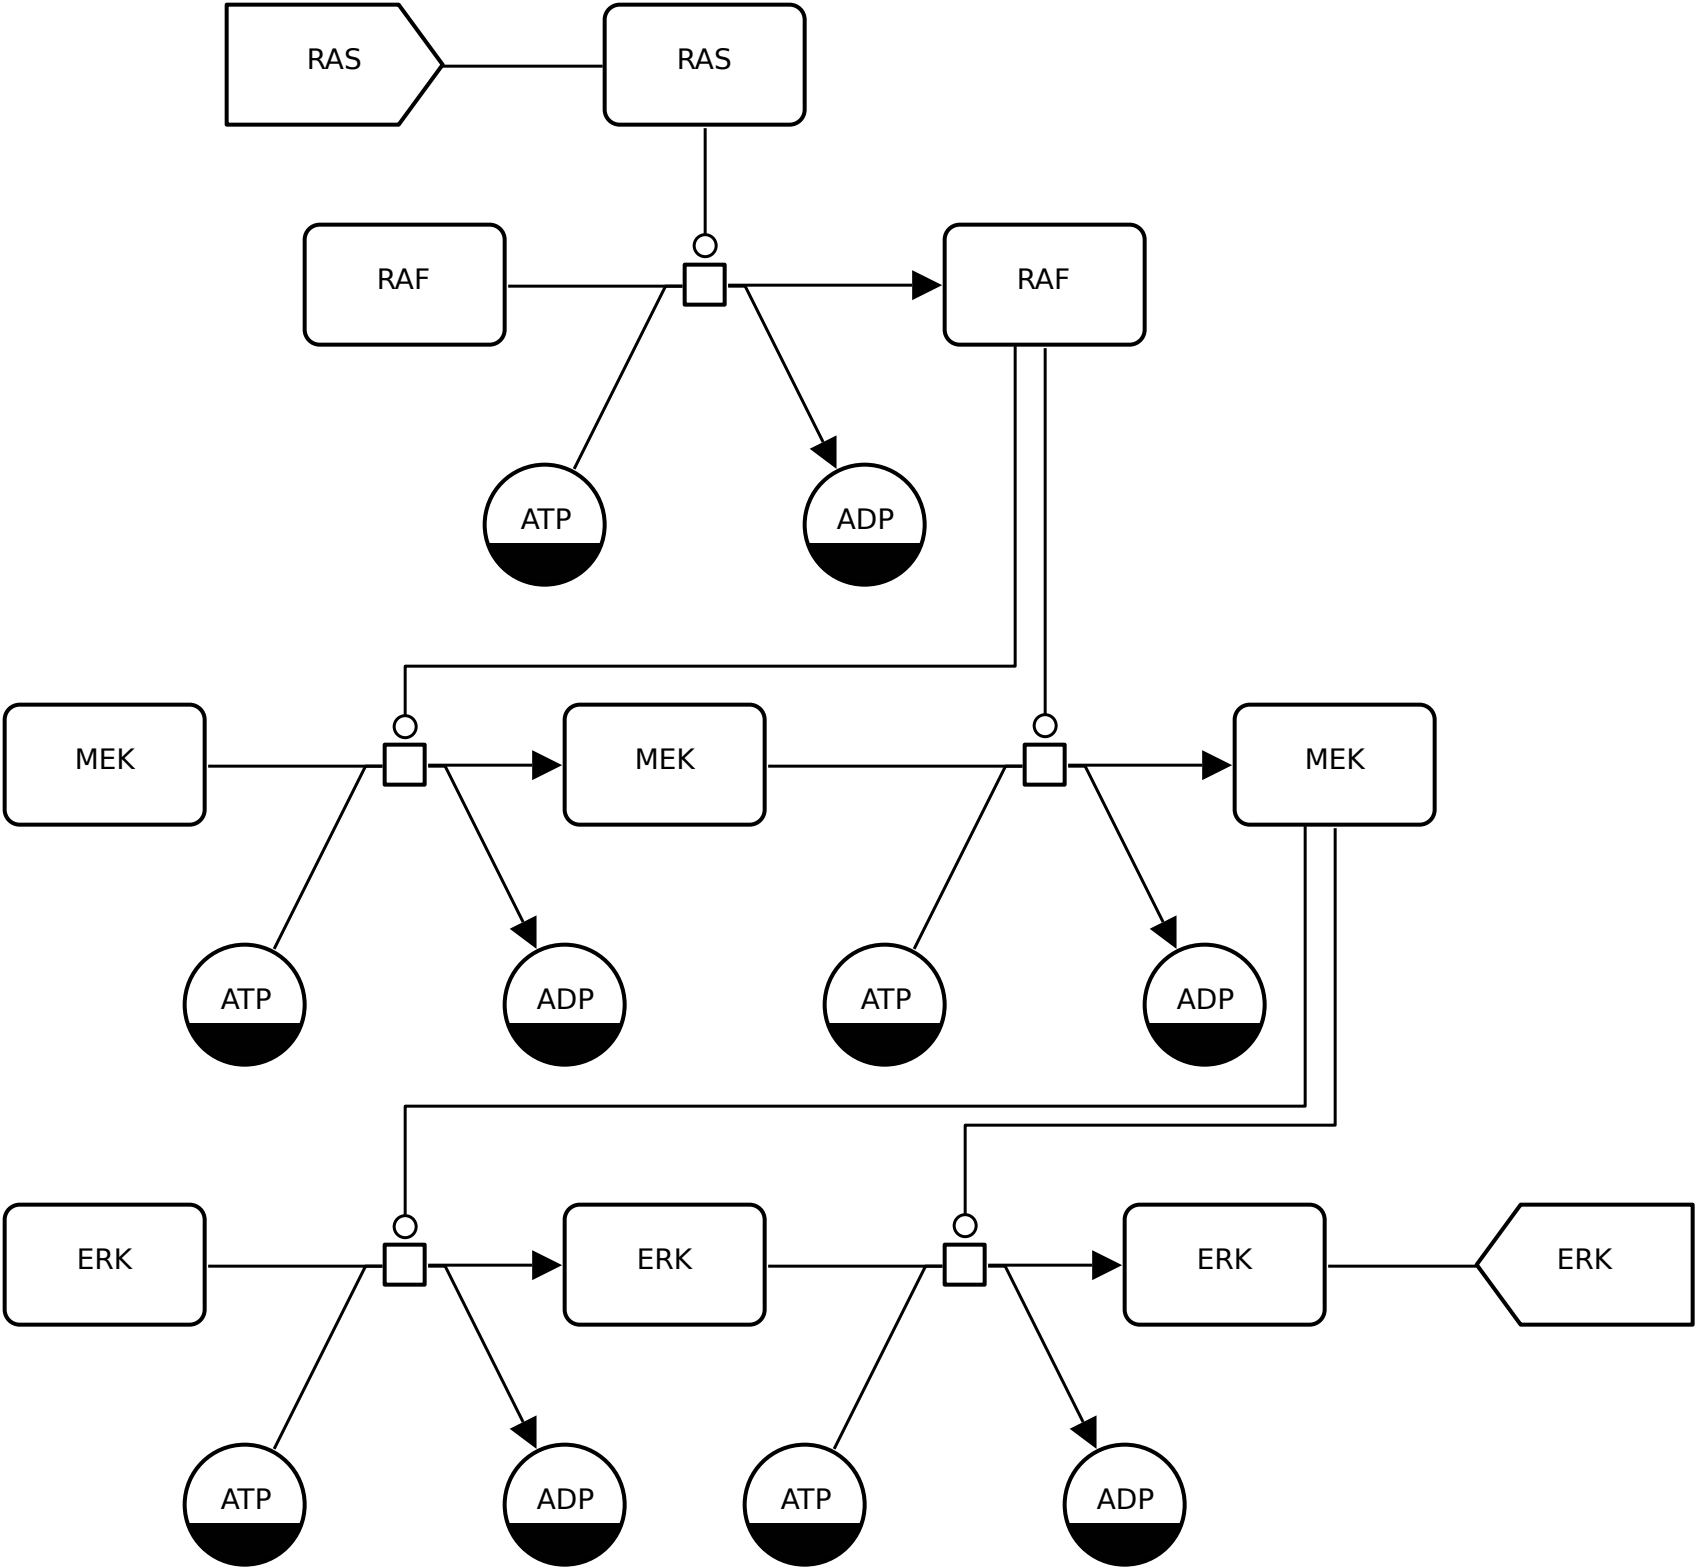 RAS RAS
RAF RAF
ATP ADP
MEK MEK MEK
ATP ADP ATP ADP
ERK ERK ERK ERK
ATP ADP ATP ADP